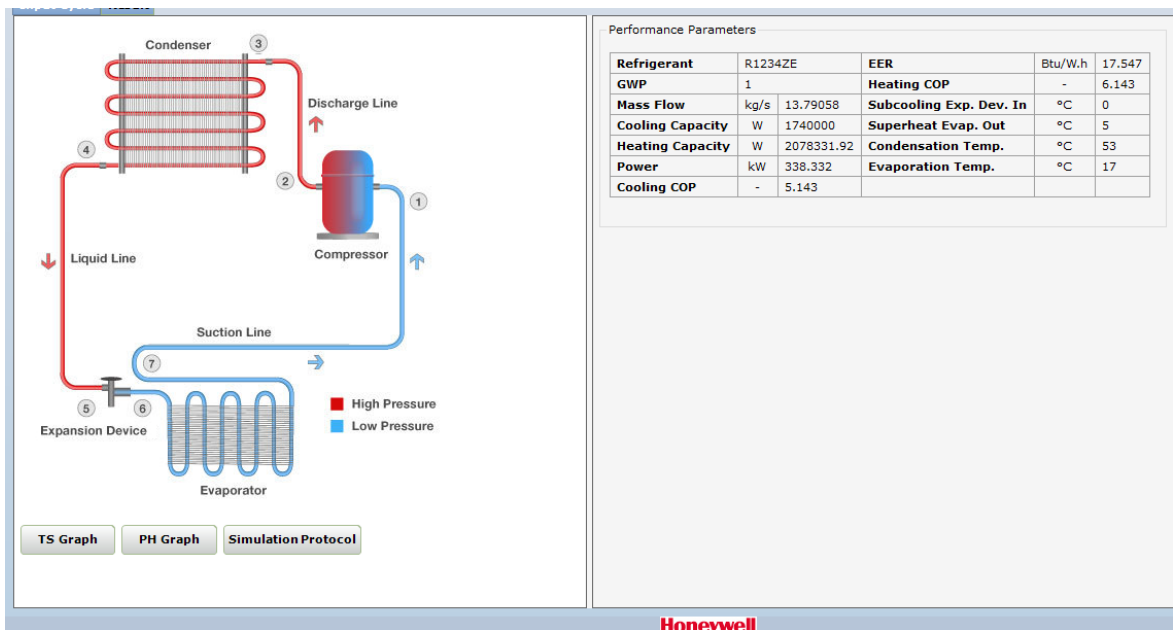 Condenser
3
Discharge Line
4
2
1
Liquid Line
Compressor
Suction Line
7
5
6
High Pressure
Low Pressure
Expansion Device
Evaporator
TS Graph
PH Graph
Simulation Protocol
Performance Parameters
Refrigerant R1234ZE EER Btu/W.h 17.547
GWP 1 Heating COP - 6.143
Mass Flow kg/s 13.79058 Subcooling Exp. Dev. In °C 0
Cooling Capacity W 1740000 Superheat Evap. Out °C 5
Heating Capacity W 2078331.92 Condensation Temp. °C 53
Power kW 338.332 Evaporation Temp. °C 17
Cooling COP - 5.143
Honeywell